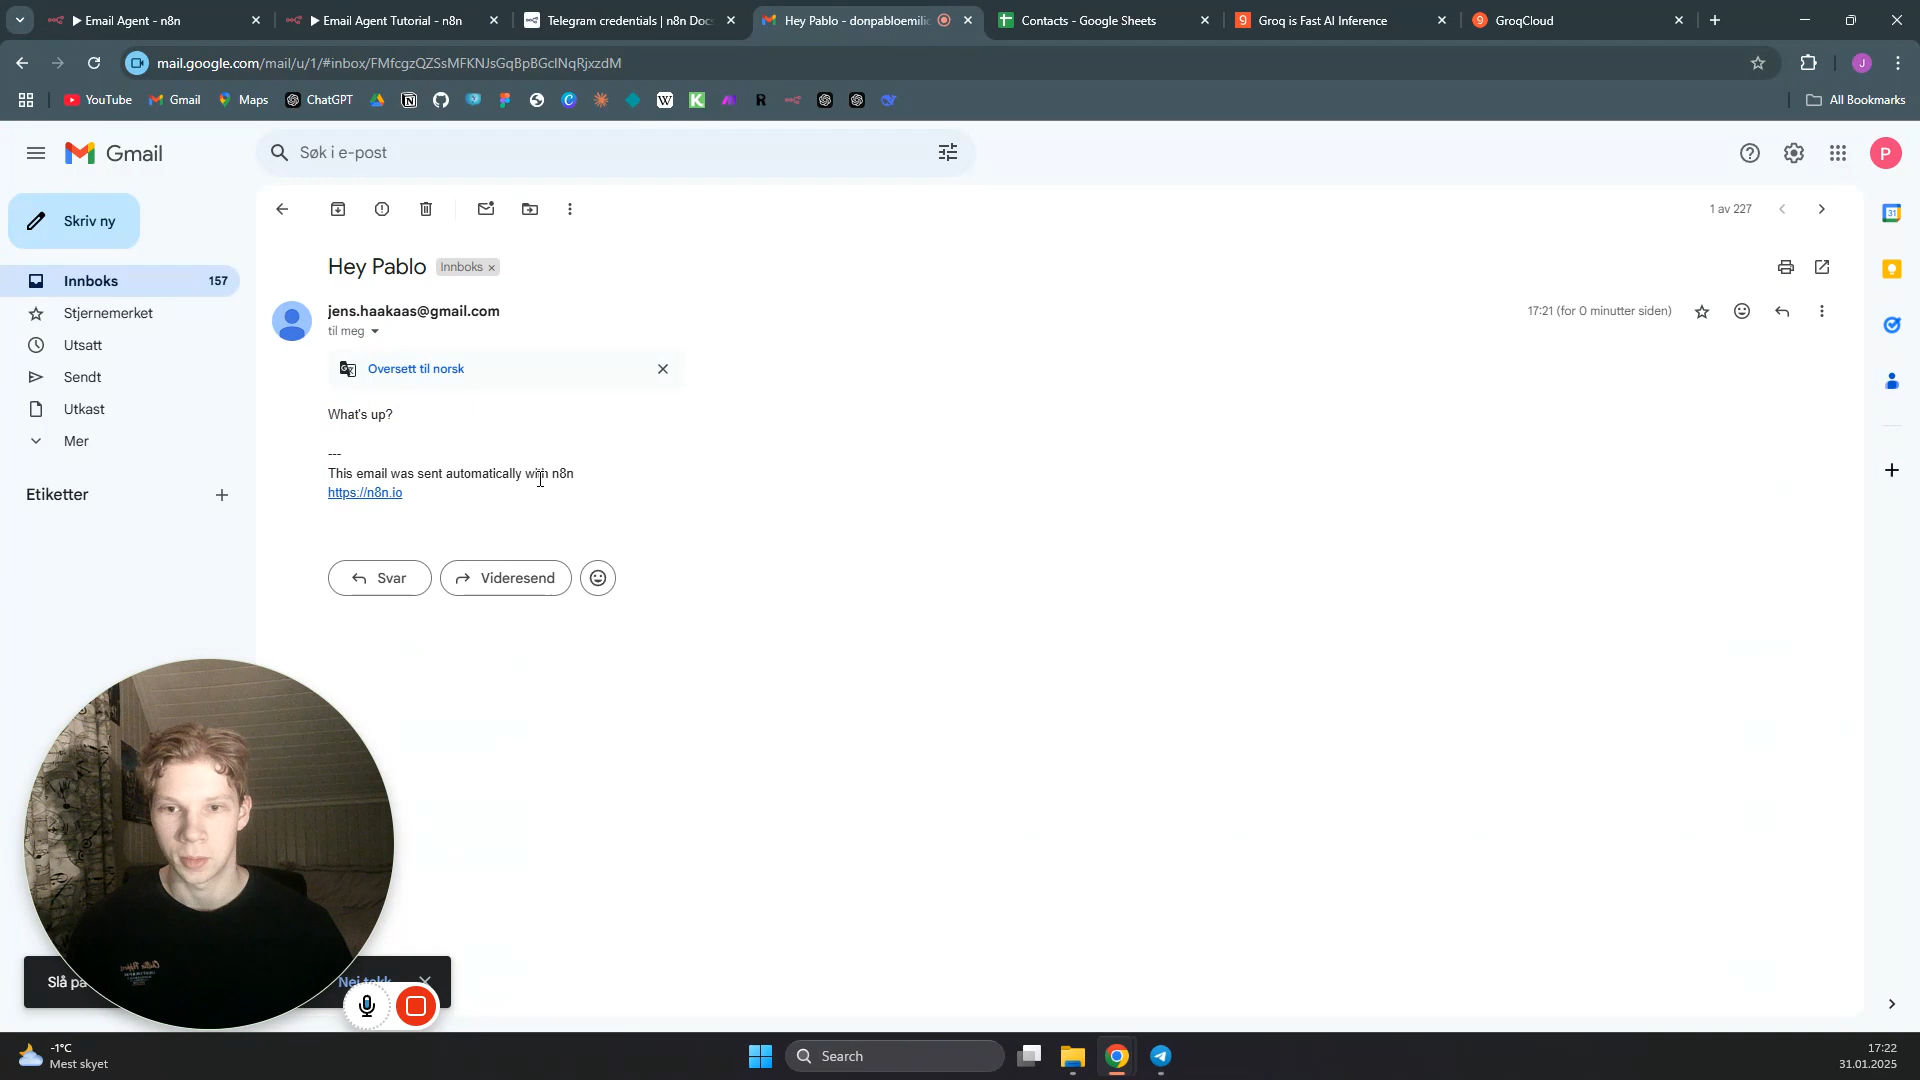 Email Agent - n8n
Email Agent Tutorial - n8n
Telegram credentials | n8n Doc
Hey Pablo - donpabloemili
Contacts - Google Sheets
Groq is Fast AI Inference
GroqCloud
mail.google.com/mail/u/1/#inbox/FMfcgzQZSsMFKNJsGqBpBGclNqRjxzdM
J
YouTube
Gmail
Maps
ChatGPT
All Bookmarks
Gmail
Søk i e-post
P
Skriv ny
1 av 227
Innboks 157
Stjernemerket
Utsatt
Sendt
Utkast
Mer
Etiketter
Hey Pablo Innboks
jens.haakaas@gmail.com
17:21 (for 0 minutter siden)
til meg
Oversett til norsk
What's up?
---
This email was sent automatically with n8n
https://n8n.io
Svar
Videresend
Slå på
Nei takk
-1°C
Mest skyet
Search
17:22
31.01.2025